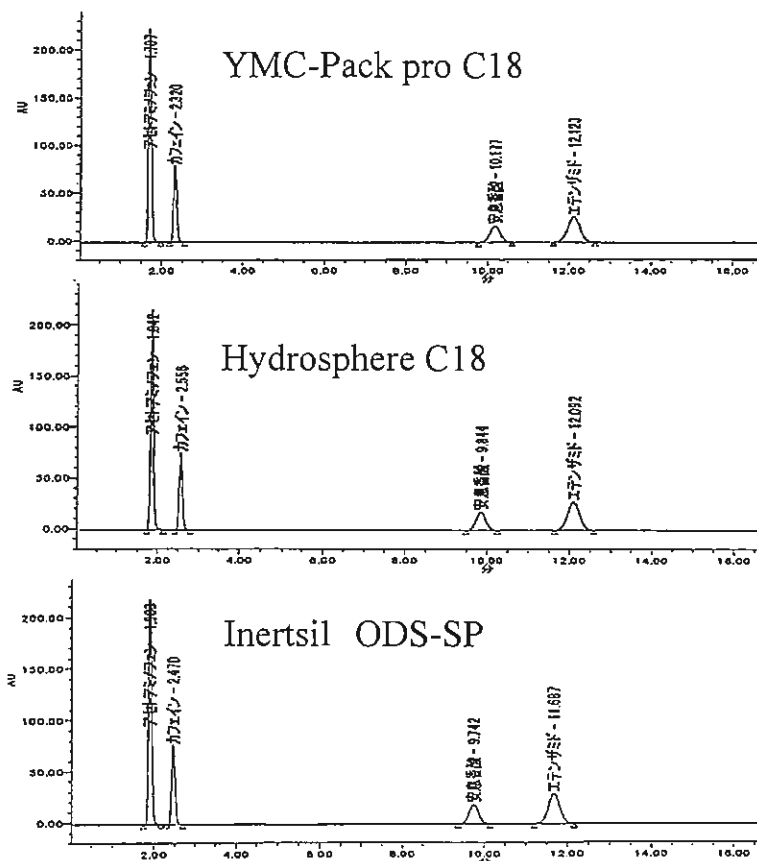 YMC-Pack pro C18
AU
200.00
150.00
100.00
50.00
0.00
アセトアミノフェン - 1.707
カフェイン - 2.320
安息香酸 - 10.177
エテンザミド - 12.123
2.00 4.00 6.00 8.00 10.00 12.00 14.00 16.00
分
Hydrosphere C18
AU
200.00
150.00
100.00
50.00
0.00
アセトアミノフェン
カフェイン - 2.558
安息香酸 - 9.844
エテンザミド - 12.092
2.00 4.00 6.00 8.00 10.00 12.00 14.00 16.00
分
Inertsil ODS-SP
AU
200.00
150.00
100.00
50.00
0.00
アセトアミノフェン
カフェイン - 2.470
安息香酸 - 9.742
エテンザミド - 11.687
2.00 4.00 6.00 8.00 10.00 12.00 14.00 16.00